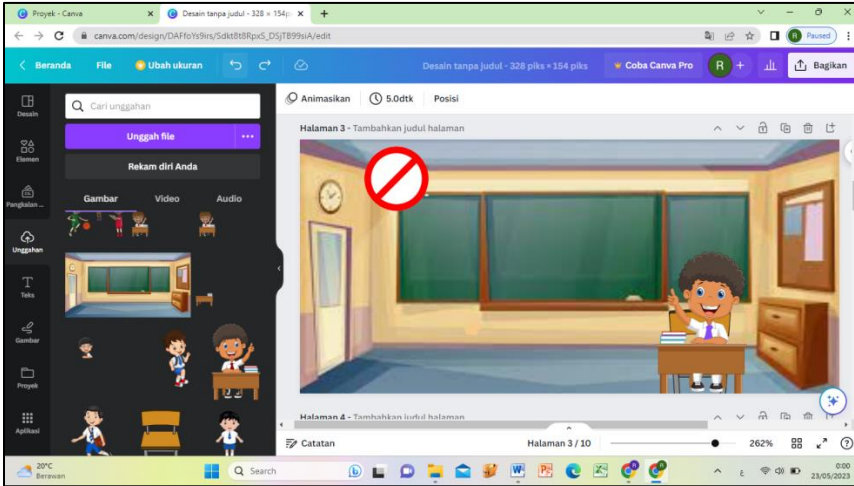 Proyek - Canva
Desain tanpa judul - 328 × 154p
canva.com/design/DAFfoYs9irs/Sdkt8t8RpxS_DSjTB99siA/edit
R
Paused
Beranda
File
Ubah ukuran
Desain tanpa judul - 328 piks × 154 piks
Coba Canva Pro
R
Bagikan
Desain
Elemen
Pangkalan ...
Unggahan
Teks
Gambar
Proyek
Aplikasi
Cari unggahan
Unggah file
Rekam diri Anda
Gambar
Video
Audio
Animasikan
5.0dtk
Posisi
Halaman 3 - Tambahkan judul halaman
Halaman 4 - Tambahkan judul halaman
Catatan
Halaman 3 / 10
262%
20°C
Berawan
Search
0:00
23/05/2023